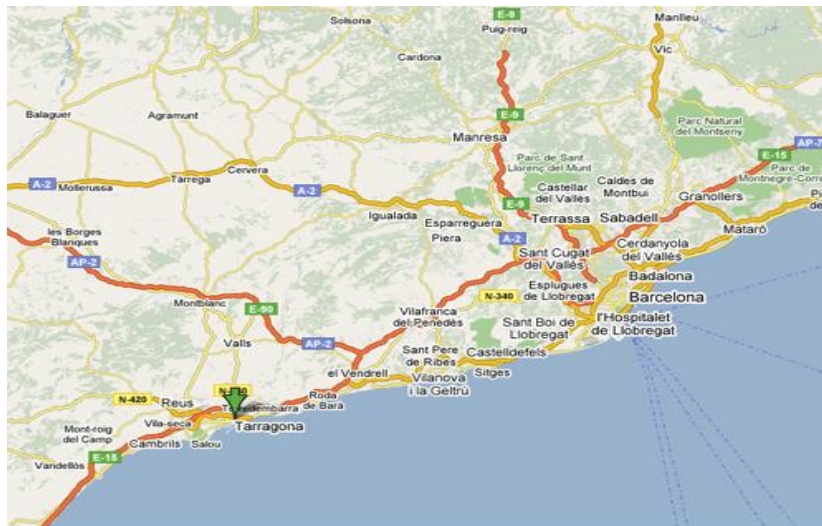 E-9
Manlleu
Solsona
Puig-reig
Vic
Cardona
Balaguer
Agramunt
E-9
Parc Natural
del Montseny
Manresa
AP-7
E-15
Parc de Sant
Llorenç del Munt
Parc de
Montnegre-Corre
Cervera
Tàrrega
A-2
Mollerussa
A-2
Castellar
del Vallès
Caldes de
Montbui
Granollers
E-9
Igualada
Esparreguera
Terrassa
Sabadell
Mataró
les Borges
Blanques
Piera
A-2
Cerdanyola
del Vallès
Sant Cugat
del Vallès
AP-2
Badalona
Esplugues
de Llobregat
N-340
Barcelona
Montblanc
E-90
Vilafranca
del Penedès
l'Hospitalet
de Llobregat
Sant Boi de
Llobregat
Valls
AP-2
Sant Pere
de Ribes
Castelldefels
el Vendrell
Sitges
Vilanova
i la Geltrú
N-420
Reus
Roda
de Bara
Torredembarra
Vila-seca
Tarragona
Mont-roig
del Camp
Cambrils
Salou
E-15
Vandellòs